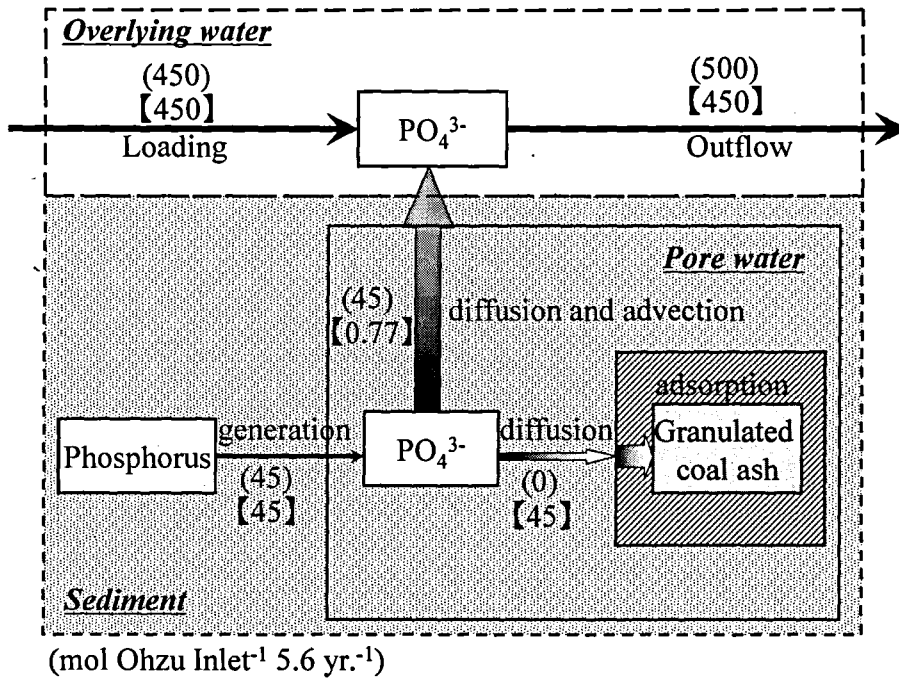 Overlying water
(450)
【450】
Loading
PO₄³⁻
(500)
【450】
Outflow
Pore water
(45)
【0.77】
diffusion and advection
adsorption
Granulated
coal ash
Phosphorus
generation
(45)
【45】
PO₄³⁻
diffusion
(0)
【45】
Sediment
(mol Ohzu Inlet⁻¹ 5.6 yr.⁻¹)